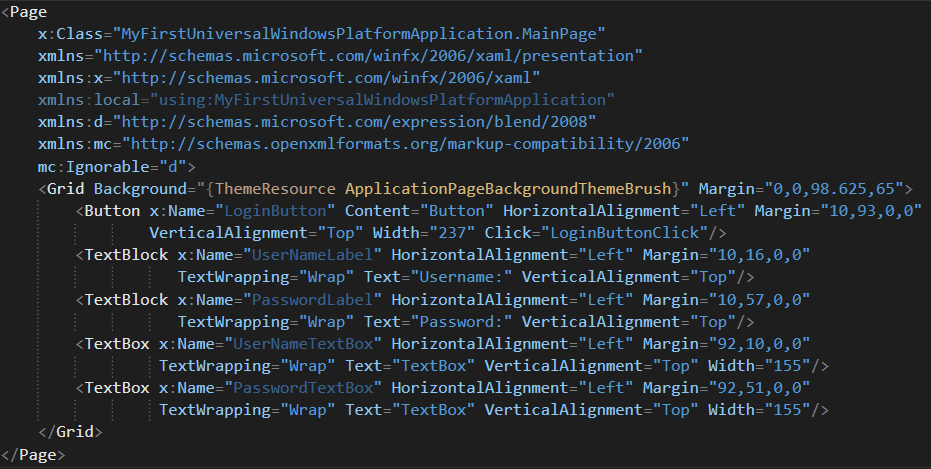 <Page
x:Class="MyFirstUniversalWindowsPlatformApplication.MainPage"
xmlns="http://schemas.microsoft.com/winfx/2006/xaml/presentation"
xmlns:x="http://schemas.microsoft.com/winfx/2006/xaml"
xmlns:local="using:MyFirstUniversalWindowsPlatformApplication"
xmlns:d="http://schemas.microsoft.com/expression/blend/2008"
xmlns:mc="http://schemas.openxmlformats.org/markup-compatibility/2006"
mc:Ignorable="d">
<Grid Background="{ThemeResource ApplicationPageBackgroundThemeBrush}" Margin="0,0,98.625,65">
<Button x:Name="LoginButton" Content="Button" HorizontalAlignment="Left" Margin="10,93,0,0"
VerticalAlignment="Top" Width="237" Click="LoginButtonClick"/>
<TextBlock x:Name="UserNameLabel" HorizontalAlignment="Left" Margin="10,16,0,0"
TextWrapping="Wrap" Text="Username:" VerticalAlignment="Top"/>
<TextBlock x:Name="PasswordLabel" HorizontalAlignment="Left" Margin="10,57,0,0"
TextWrapping="Wrap" Text="Password:" VerticalAlignment="Top"/>
<TextBox x:Name="UserNameTextBox" HorizontalAlignment="Left" Margin="92,10,0,0"
TextWrapping="Wrap" Text="TextBox" VerticalAlignment="Top" Width="155"/>
<TextBox x:Name="PasswordTextBox" HorizontalAlignment="Left" Margin="92,51,0,0"
TextWrapping="Wrap" Text="TextBox" VerticalAlignment="Top" Width="155"/>
</Grid>
</Page>